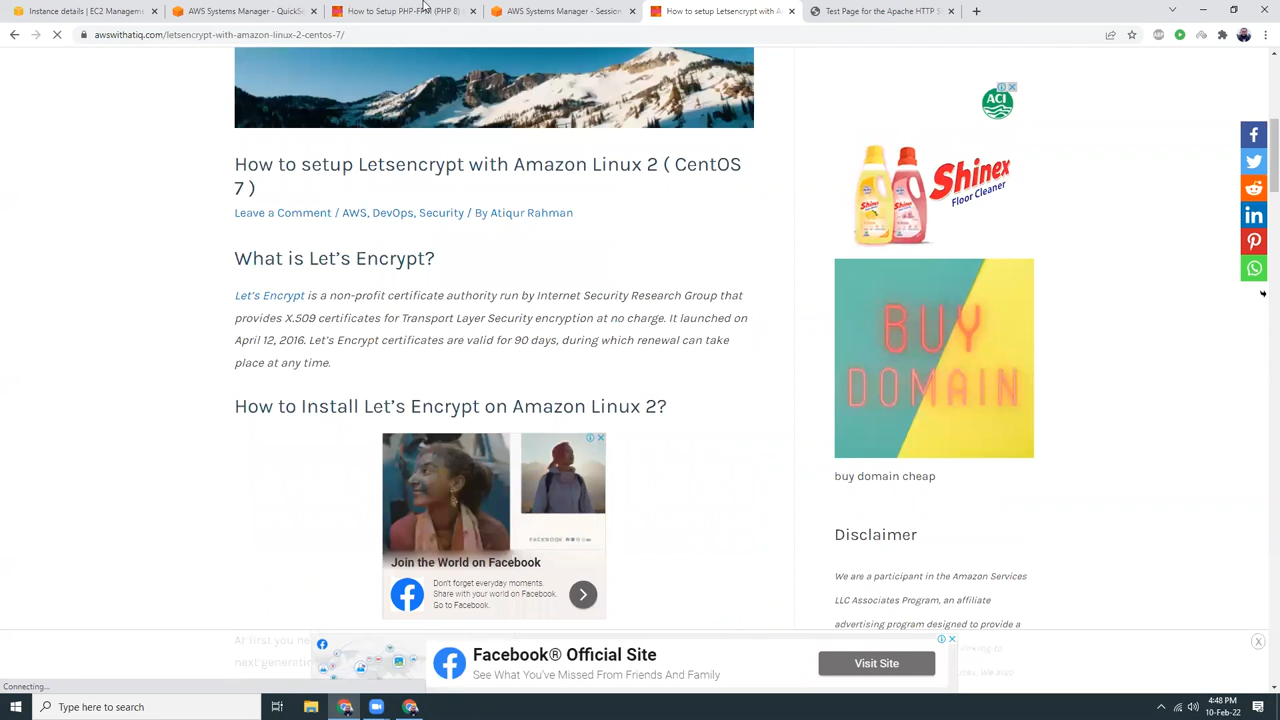 Instance details | EC2 Managem
AWS Systems Manager - QuickSe
How to Setup PHP-FPM (PHP 8)
AWS Systems Manager - Session
How to setup Letsencrypt with A
Test Page for the Apache HTTP S
awswithatiq.com/letsencrypt-with-amazon-linux-2-centos-7/
ABP
ACI
Shinex
Floor Cleaner
How to setup Letsencrypt with Amazon Linux 2 ( CentOS
7 )
Leave a Comment / AWS, DevOps, Security / By Atiqur Rahman
What is Let's Encrypt?
Let's Encrypt is a non-profit certificate authority run by Internet Security Research Group that
provides X.509 certificates for Transport Layer Security encryption at no charge. It launched on
April 12, 2016. Let's Encrypt certificates are valid for 90 days, during which renewal can take
place at any time.
How to Install Let's Encrypt on Amazon Linux 2?
FACEBOOK
Join the World on Facebook
Don't forget everyday moments.
Share with your world on Facebook.
Go to Facebook.
BUY
DOMAIN
buy domain cheap
Disclaimer
We are a participant in the Amazon Services
LLC Associates Program, an affiliate
advertising program designed to provide a
At first you ne
next generati
Facebook® Official Site
See What You've Missed From Friends And Family
Visit Site
Connecting...
Type here to search
4:48 PM
10-Feb-22